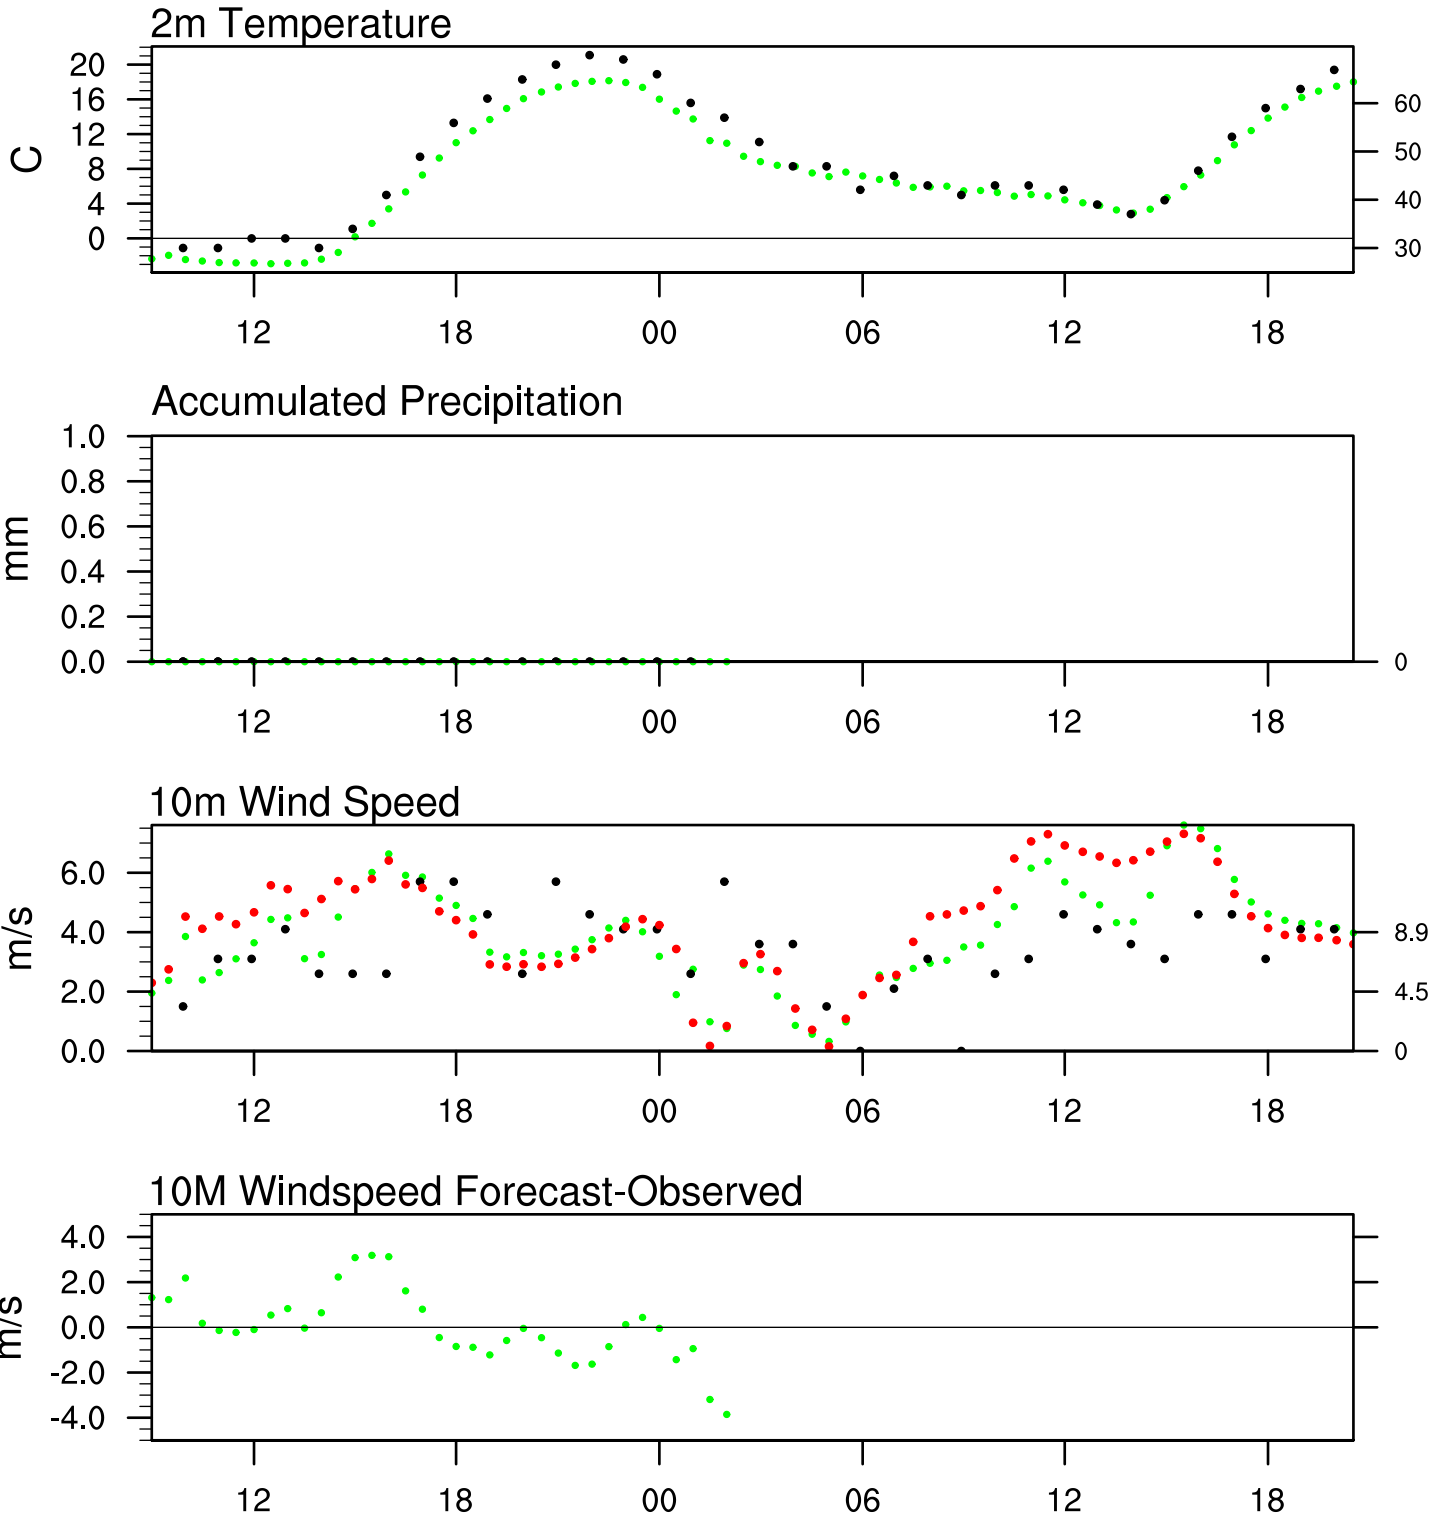 2m Temperature
20
16
12
8
4
0
C
60
50
40
30
12 18 00 06 12 18
Accumulated Precipitation
1.0
0.8
0.6
0.4
0.2
0.0
mm
0
12 18 00 06 12 18
10m Wind Speed
6.0
4.0
2.0
0.0
m/s
8.9
4.5
0
12 18 00 06 12 18
10M Windspeed Forecast-Observed
4.0
2.0
0.0
-2.0
-4.0
m/s
12 18 00 06 12 18